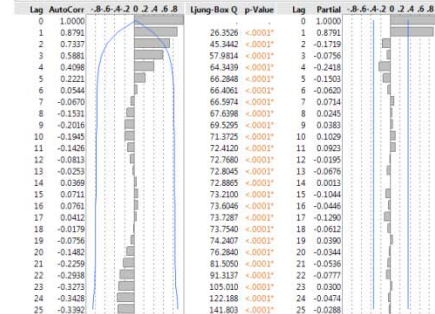 Lag AutoCorr -.8-.6-.4-.2 0 .2 .4 .6 .8 Ljung-Box Q p-Value Lag Partial -.8-.6-.4-.2 0 .2 .4 .6 .8
0 1.0000 . . 0 1.0000
1 0.8791 26.3526 <.0001* 1 0.8791
2 0.7337 45.3442 <.0001* 2 -0.1719
3 0.5881 57.9814 <.0001* 3 -0.0756
4 0.4098 64.3439 <.0001* 4 -0.2418
5 0.2221 66.2848 <.0001* 5 -0.1503
6 0.0544 66.4061 <.0001* 6 -0.0620
7 -0.0670 66.5974 <.0001* 7 0.0714
8 -0.1531 67.6398 <.0001* 8 0.0245
9 -0.2016 69.5295 <.0001* 9 0.0383
10 -0.1945 71.3725 <.0001* 10 0.1029
11 -0.1426 72.4120 <.0001* 11 0.0923
12 -0.0813 72.7680 <.0001* 12 -0.0195
13 -0.0253 72.8045 <.0001* 13 -0.0676
14 0.0369 72.8865 <.0001* 14 0.0013
15 0.0711 73.2100 <.0001* 15 -0.1044
16 0.0761 73.6046 <.0001* 16 -0.0446
17 0.0412 73.7287 <.0001* 17 -0.1290
18 -0.0179 73.7540 <.0001* 18 -0.0612
19 -0.0756 74.2407 <.0001* 19 0.0390
20 -0.1482 76.2840 <.0001* 20 -0.0344
21 -0.2259 81.5050 <.0001* 21 -0.0536
22 -0.2938 91.3137 <.0001* 22 -0.0777
23 -0.3273 105.010 <.0001* 23 0.0300
24 -0.3428 122.188 <.0001* 24 -0.0474
25 -0.3392 141.803 <.0001* 25 -0.0288